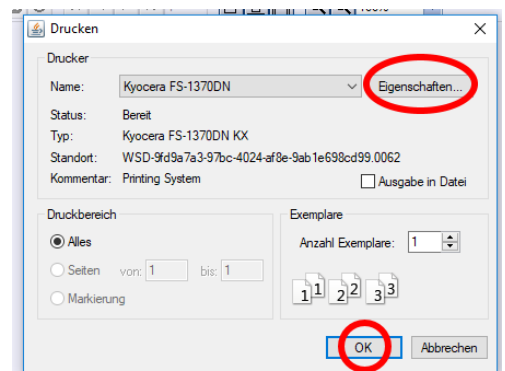 Drucken
Drucker
Name: Kyocera FS-1370DN Eigenschaften...
Status: Bereit
Typ: Kyocera FS-1370DN KX
Standort: WSD-9fd9a7a3-97bc-4024-af8e-9ab1e698cd99.0062
Kommentar: Printing System Ausgabe in Datei
Druckbereich Exemplare
Alles Anzahl Exemplare: 1
Seiten von: 1 bis: 1
Markierung 1 1 2 2 3 3
OK Abbrechen